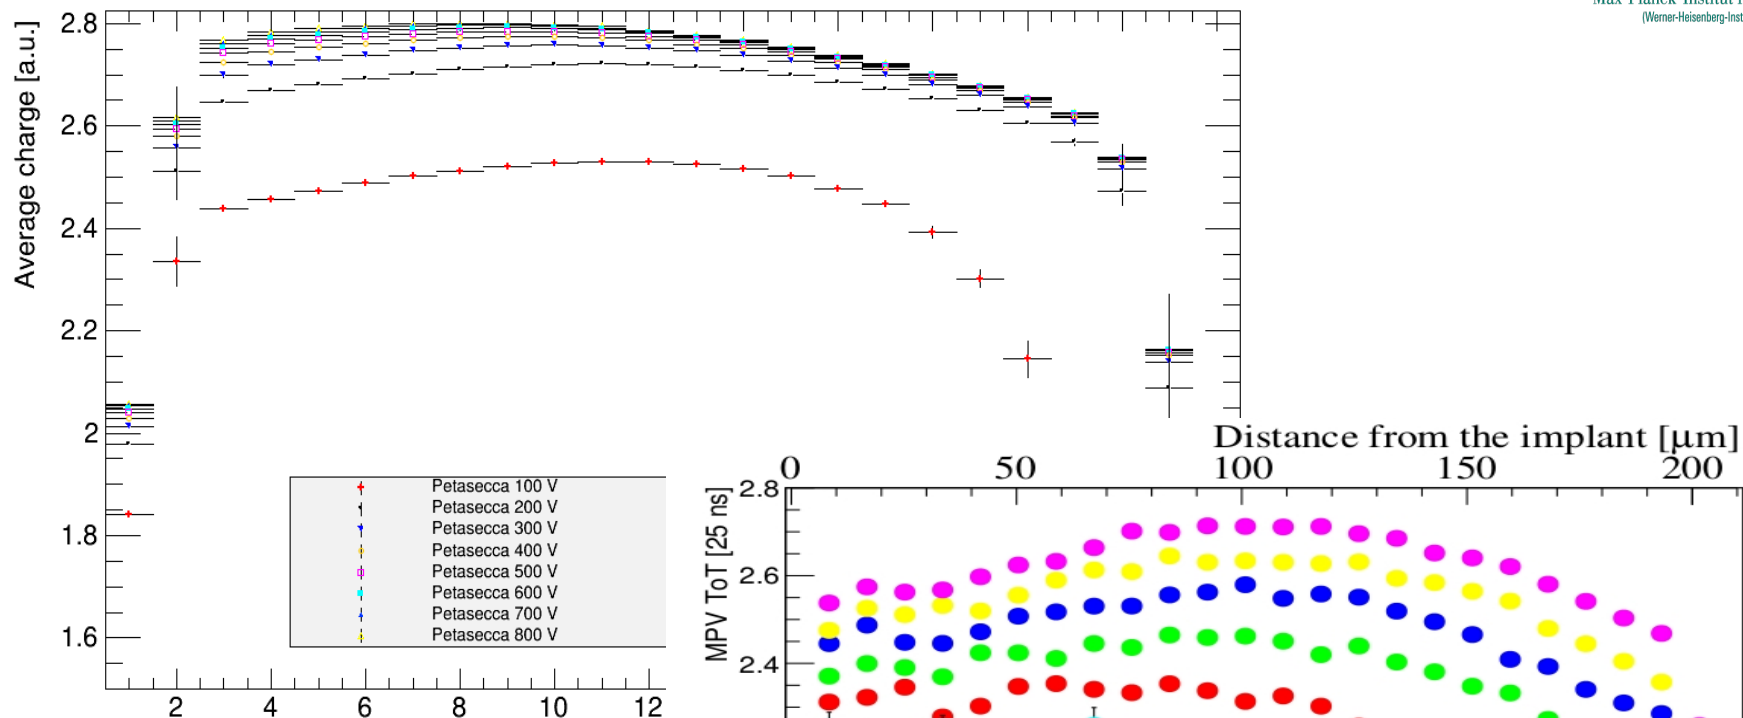 (Werner-Heisenberg-Inst
Average charge [a.u.]
2.8
2.6
2.4
2.2
2
1.8
1.6
2 4 6 8 10 12
Petasecca 100 V
Petasecca 200 V
Petasecca 300 V
Petasecca 400 V
Petasecca 500 V
Petasecca 600 V
Petasecca 700 V
Petasecca 800 V
Distance from the implant [μm]
0 50 100 150 200
MPV ToT [25 ns]
2.8
2.6
2.4